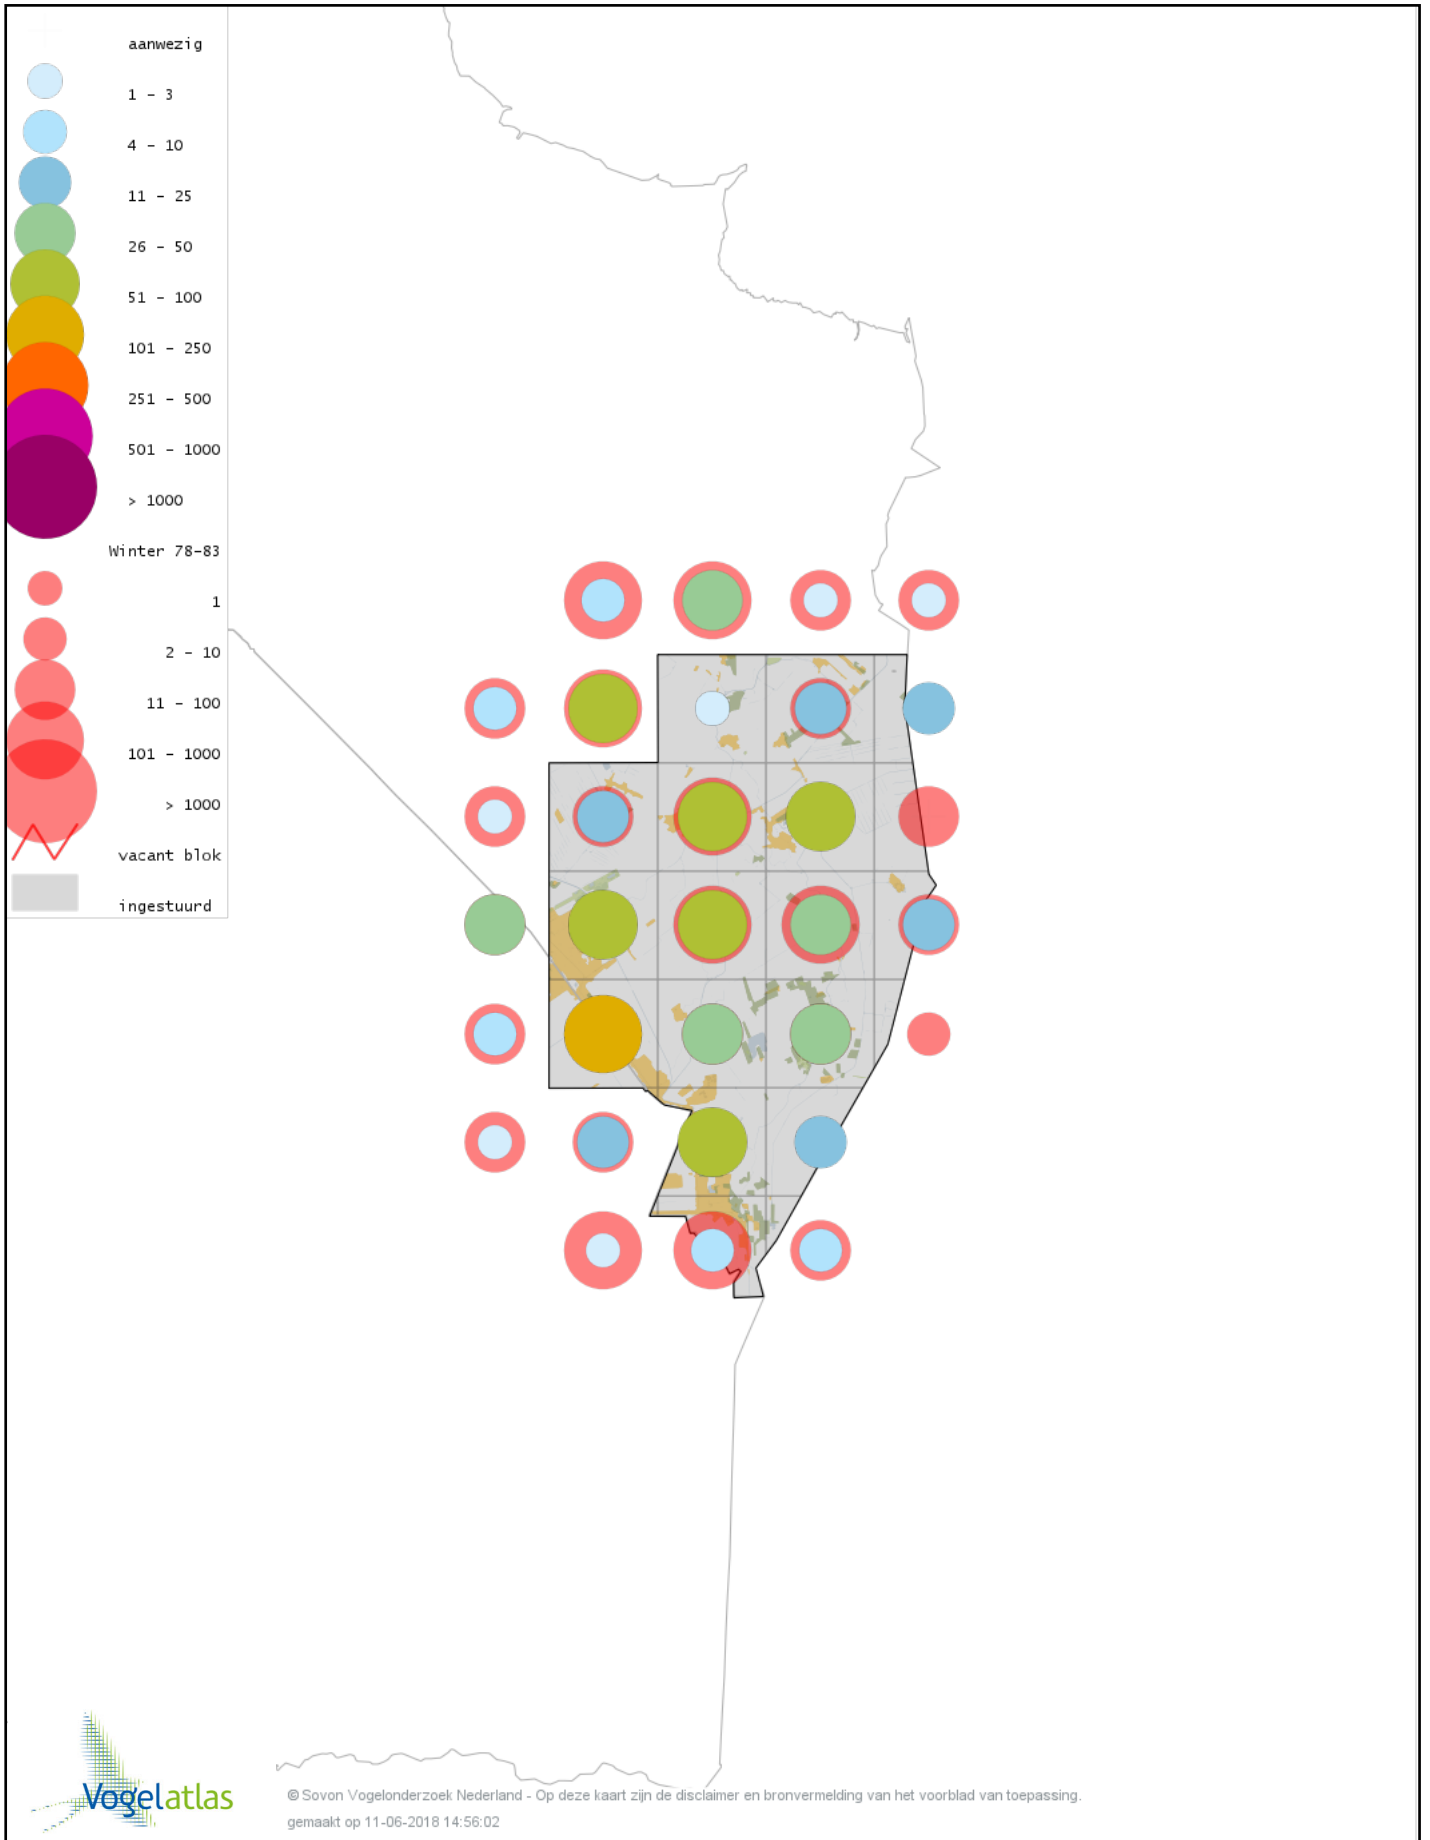 aanwezig
1 - 3
4 - 10
11 - 25
26 - 50
51 - 100
101 - 250
251 - 500
501 - 1000
> 1000
Winter 78-83
1
2 - 10
11 - 100
101 - 1000
> 1000
vacant blok
ingestuurd
Vogelatlas
© Sovon Vogelonderzoek Nederland - Op deze kaart zijn de disclaimer en bronvermelding van het voorblad van toepassing.
gemaakt op 11-06-2018 14:56:02